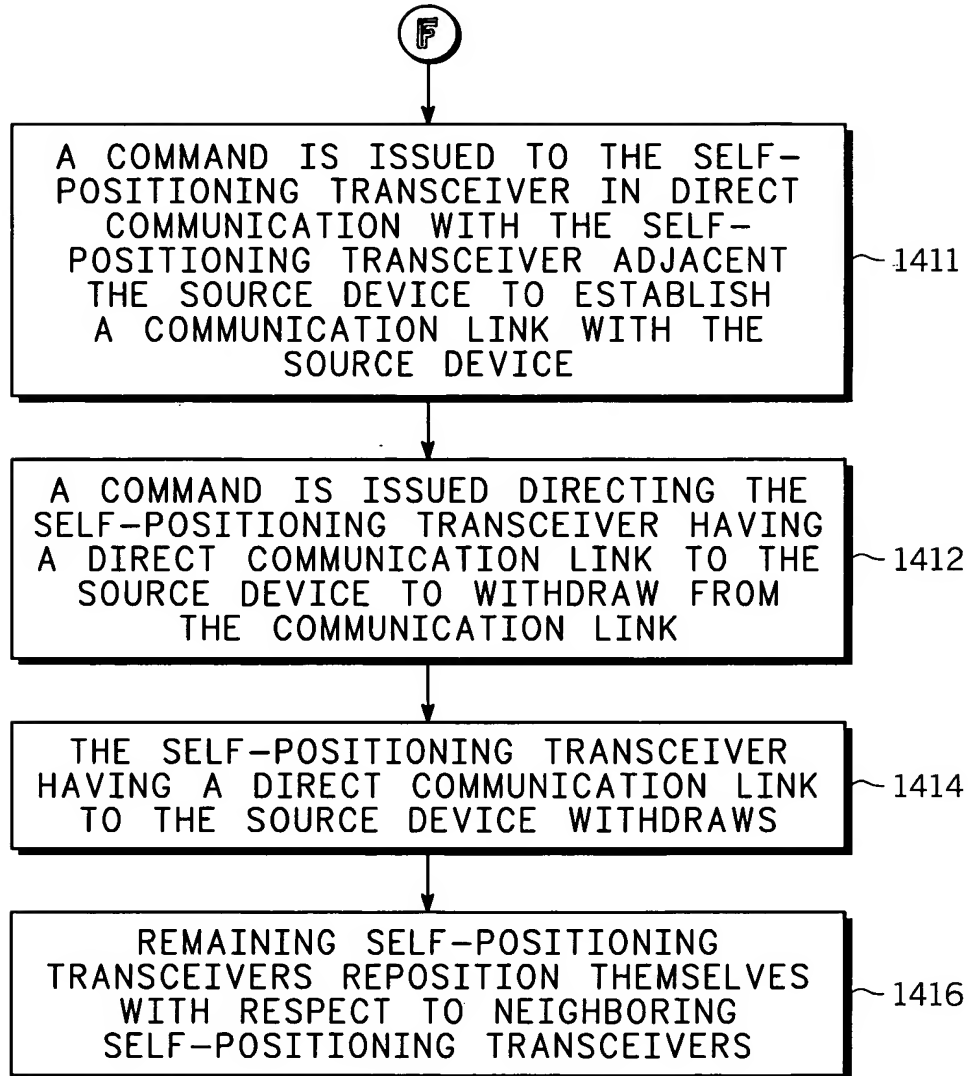 F
A COMMAND IS ISSUED TO THE SELF-
POSITIONING TRANSCEIVER IN DIRECT
COMMUNICATION WITH THE SELF-
POSITIONING TRANSCEIVER ADJACENT
THE SOURCE DEVICE TO ESTABLISH
A COMMUNICATION LINK WITH THE
SOURCE DEVICE
1411
A COMMAND IS ISSUED DIRECTING THE
SELF-POSITIONING TRANSCEIVER HAVING
A DIRECT COMMUNICATION LINK TO THE
SOURCE DEVICE TO WITHDRAW FROM
THE COMMUNICATION LINK
1412
THE SELF-POSITIONING TRANSCEIVER
HAVING A DIRECT COMMUNICATION LINK
TO THE SOURCE DEVICE WITHDRAWS
1414
REMAINING SELF-POSITIONING
TRANSCEIVERS REPOSITION THEMSELVES
WITH RESPECT TO NEIGHBORING
SELF-POSITIONING TRANSCEIVERS
1416